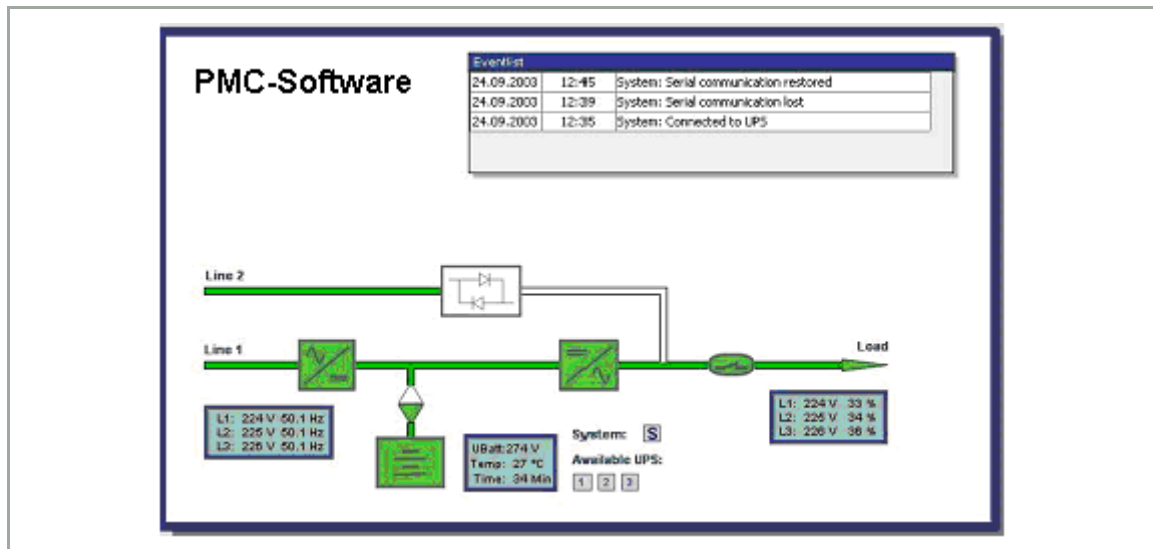 PMC-Software
Eventlist
24.09.2003 12:45 System: Serial communication restored
24.09.2003 12:39 System: Serial communication lost
24.09.2003 12:35 System: Connected to UPS
Line 2
Line 1
Load
L1: 224 V 50.1 Hz
L2: 225 V 50.1 Hz
L3: 226 V 50.1 Hz
UBatt:274 V
Temp: 27 °C
Time: 34 Min
System: S
Available UPS:
1 2 3
L1: 224 V 33 %
L2: 225 V 34 %
L3: 226 V 36 %